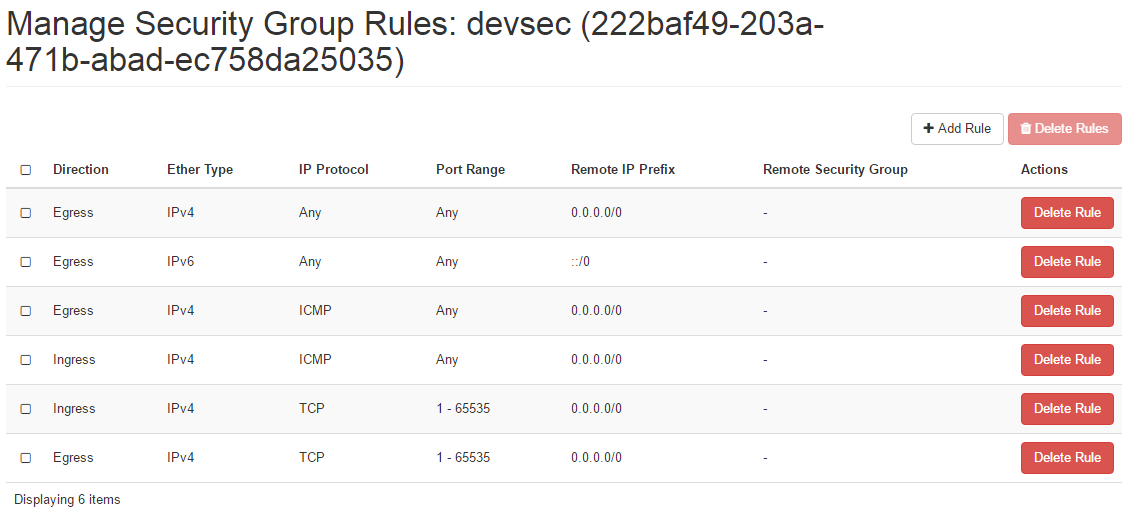 Manage Security Group Rules: devsec (222baf49-203a-
471b-abad-ec758da25035)
+ Add Rule Delete Rules
Direction Ether Type IP Protocol Port Range Remote IP Prefix Remote Security Group Actions
Egress IPv4 Any Any 0.0.0.0/0 - Delete Rule
Egress IPv6 Any Any ::/0 - Delete Rule
Egress IPv4 ICMP Any 0.0.0.0/0 - Delete Rule
Ingress IPv4 ICMP Any 0.0.0.0/0 - Delete Rule
Ingress IPv4 TCP 1 - 65535 0.0.0.0/0 - Delete Rule
Egress IPv4 TCP 1 - 65535 0.0.0.0/0 - Delete Rule
Displaying 6 items